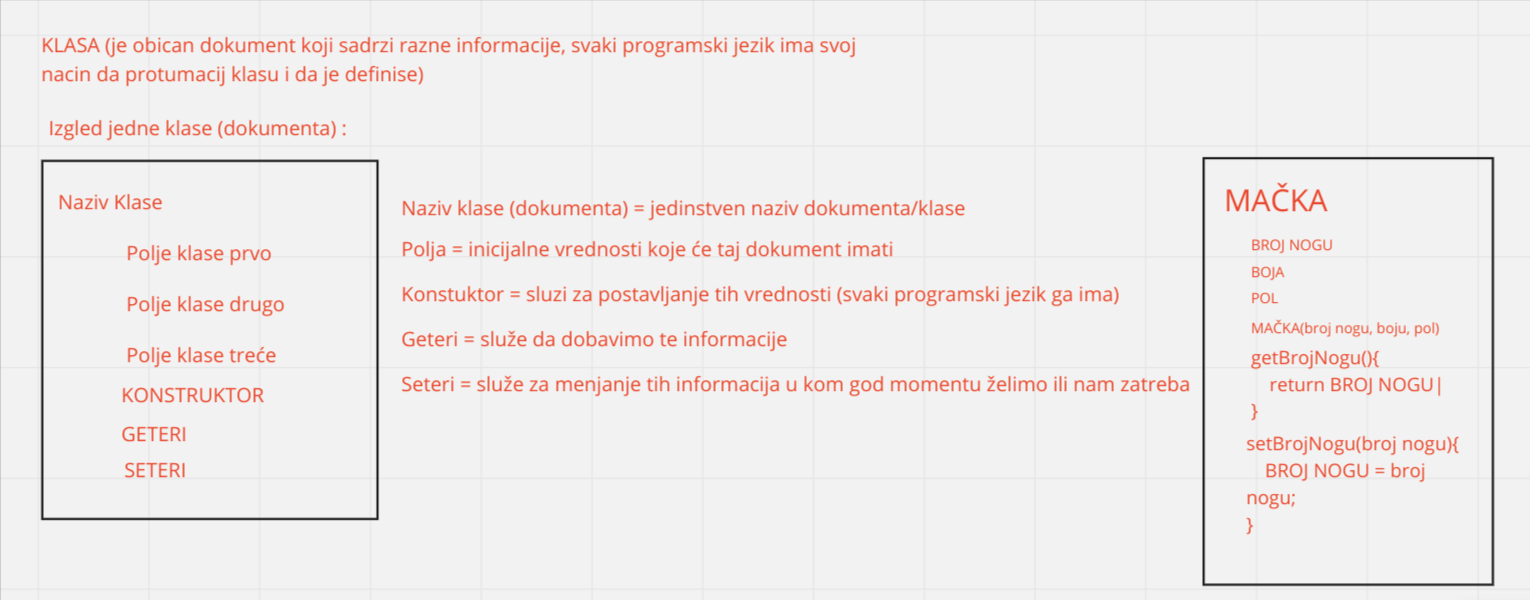 KLASA (je obican dokument koji sadrzi razne informacije, svaki programski jezik ima svoj
nacin da protumacij klasu i da je definise)
Izgled jedne klase (dokumenta) :
Naziv Klase
Polje klase prvo
Polje klase drugo
Polje klase treće
KONSTRUKTOR
GETERI
SETERI
Naziv klase (dokumenta) = jedinstven naziv dokumenta/klase
Polja = inicijalne vrednosti koje će taj dokument imati
Konstuktor = sluzi za postavljanje tih vrednosti (svaki programski jezik ga ima)
Geteri = služe da dobavimo te informacije
Seteri = služe za menjanje tih informacija u kom god momentu želimo ili nam zatreba
MAČKA
BROJ NOGU
BOJA
POL
MAČKA(broj nogu, boju, pol)
getBrojNogu(){
return BROJ NOGU|
}
setBrojNogu(broj nogu){
BROJ NOGU = broj
nogu;
}